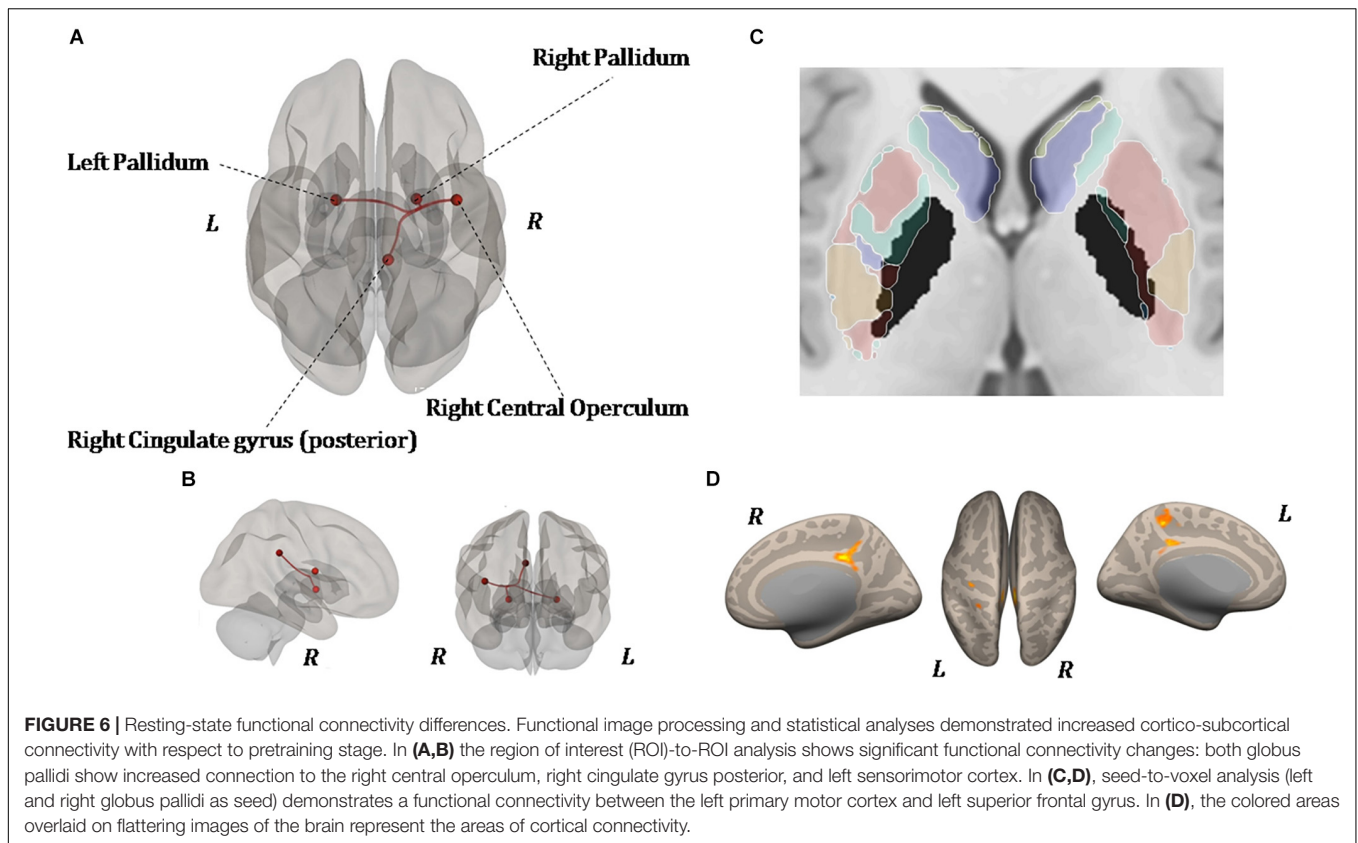 A
Right Pallidum
Left Pallidum
L
R
Right Central Operculum
Right Cingulate gyrus (posterior)
C
B
R
R
L
D
R
L
L
R
FIGURE 6 | Resting-state functional connectivity differences. Functional image processing and statistical analyses demonstrated increased cortico-subcortical
connectivity with respect to pretraining stage. In (A,B) the region of interest (ROI)-to-ROI analysis shows significant functional connectivity changes: both globus
pallidi show increased connection to the right central operculum, right cingulate gyrus posterior, and left sensorimotor cortex. In (C,D), seed-to-voxel analysis (left
and right globus pallidi as seed) demonstrates a functional connectivity between the left primary motor cortex and left superior frontal gyrus. In (D), the colored areas
overlaid on flattering images of the brain represent the areas of cortical connectivity.